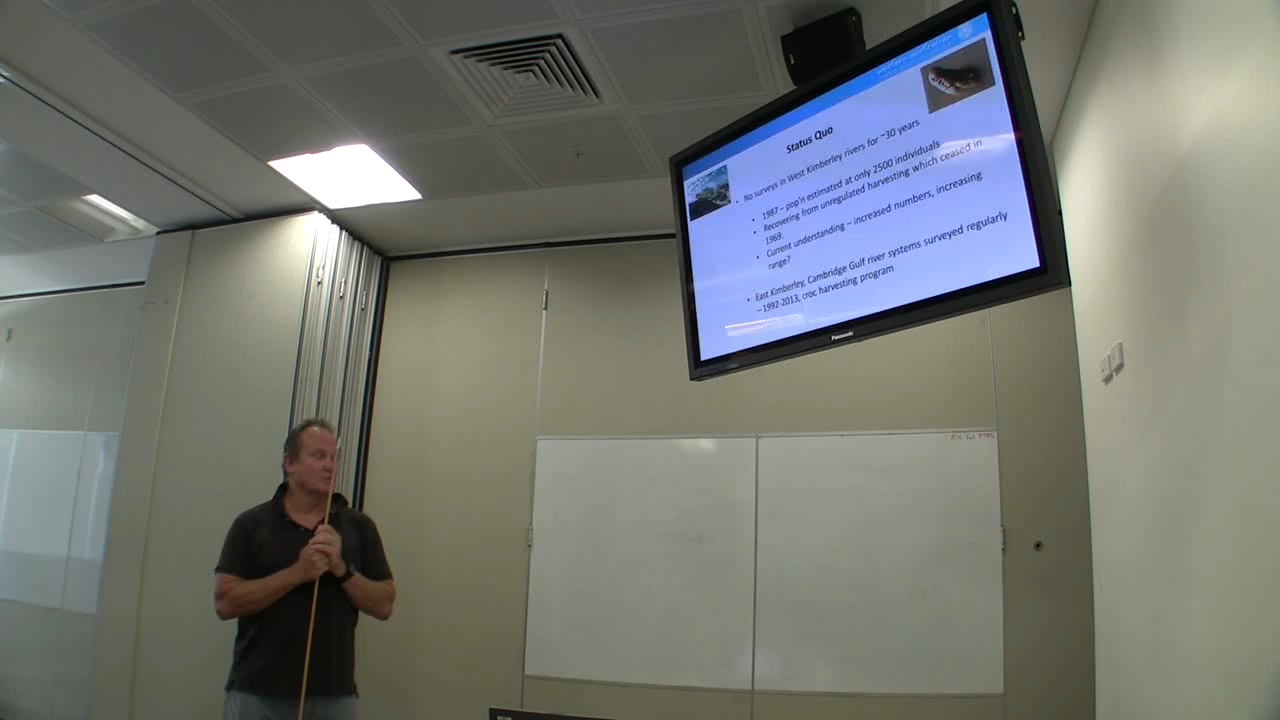 Status Quo
• No surveys in West Kimberley rivers for ~30 years
• 1987 – pop'n estimated at only 2500 individuals
• Recovering from unregulated harvesting which ceased in
1969.
• Current understanding – increased numbers, increasing
range?
• East Kimberley, Cambridge Gulf river systems surveyed regularly
~1992-2013, croc harvesting program
Panasonic